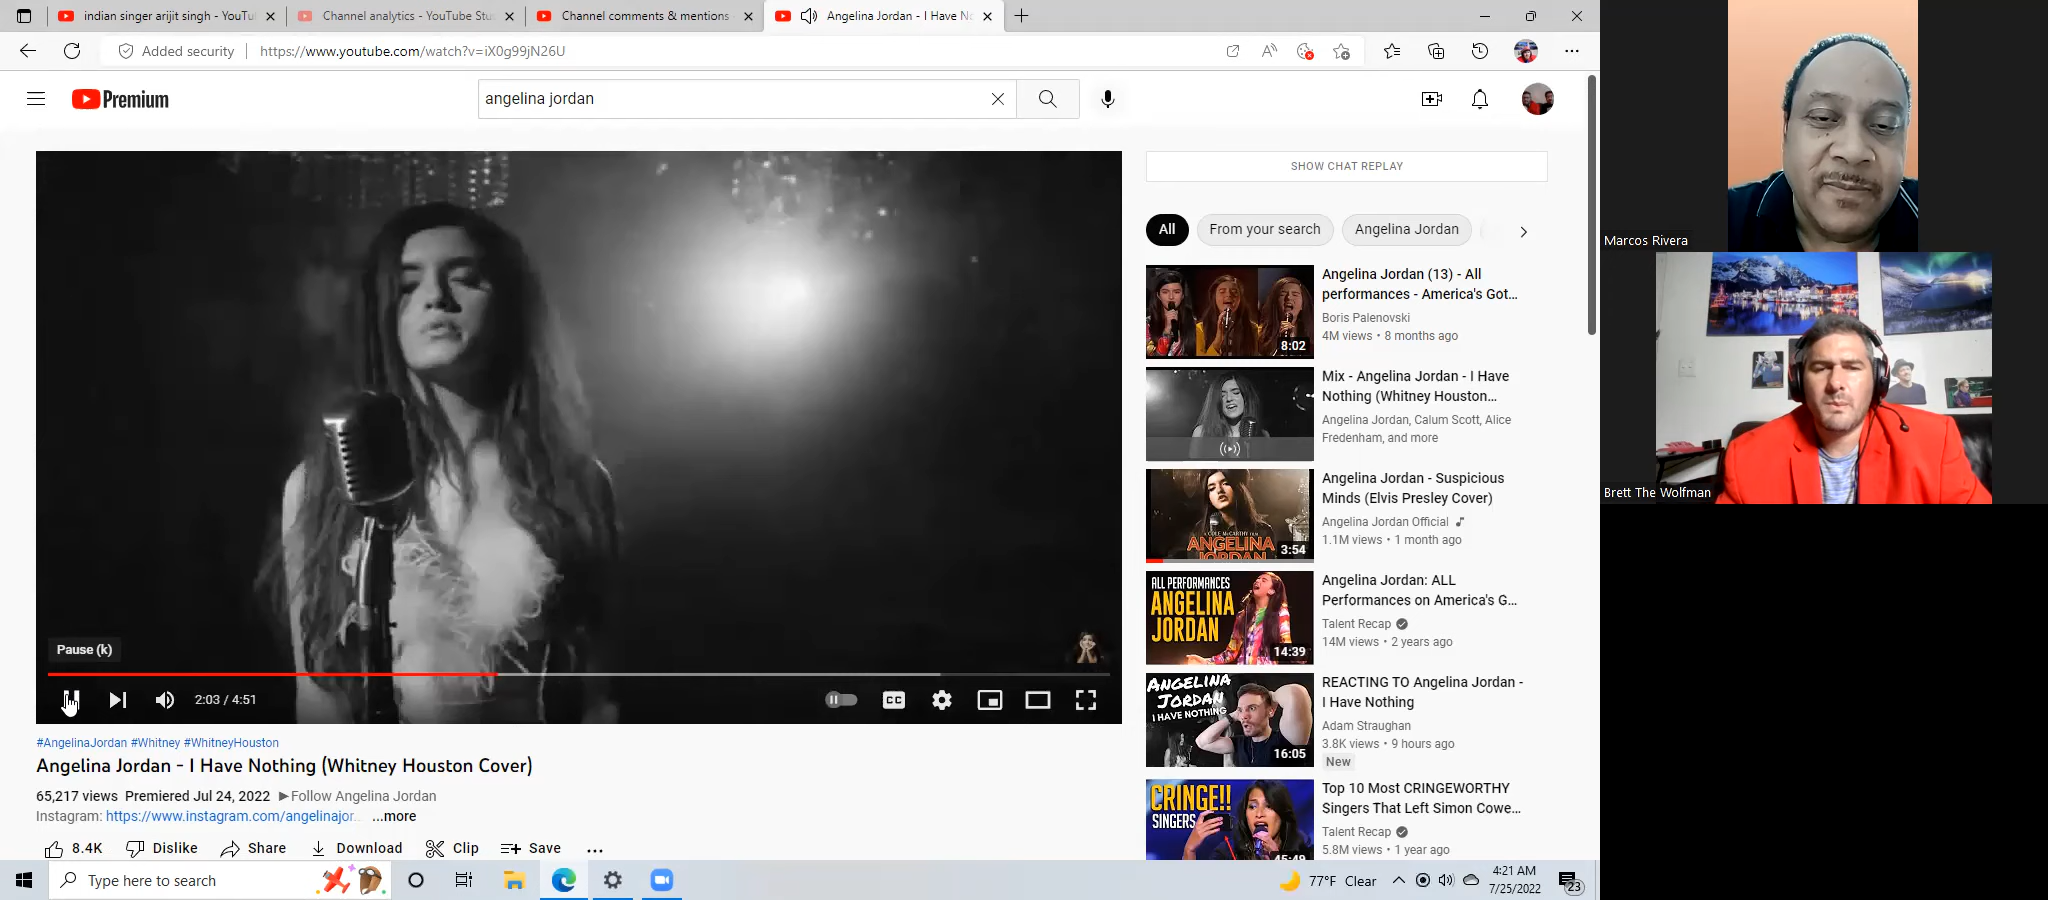 indian singer arijit singh - YouTu
Channel analytics - YouTube Stu
Channel comments & mentions
Angelina Jordan - I Have No
Added security
https://www.youtube.com/watch?v=iX0g99jN26U
Premium
angelina jordan
SHOW CHAT REPLAY
All
From your search
Angelina Jordan
Angelina Jordan (13) - All
performances - America's Got...
Boris Palenovski
4M views • 8 months ago
8:02
Mix - Angelina Jordan - I Have
Nothing (Whitney Houston...
Angelina Jordan, Calum Scott, Alice
Fredenham, and more
ANGELINA
JORDAN
3:54
Angelina Jordan - Suspicious
Minds (Elvis Presley Cover)
Angelina Jordan Official
1.1M views • 1 month ago
ALL PERFORMANCES
ANGELINA
JORDAN
14:39
Angelina Jordan: ALL
Performances on America's G...
Talent Recap
14M views • 2 years ago
ANGELINA
JORDAN
I HAVE NOTHING
16:05
REACTING TO Angelina Jordan -
I Have Nothing
Adam Straughan
3.8K views • 9 hours ago
New
CRINGE!!
SINGERS
45:49
Top 10 Most CRINGEWORTHY
Singers That Left Simon Cowe...
Talent Recap
5.8M views • 1 year ago
Pause (k)
2:03 / 4:51
CC
#AngelinaJordan #Whitney #WhitneyHouston
Angelina Jordan - I Have Nothing (Whitney Houston Cover)
65,217 views Premiered Jul 24, 2022 ▶Follow Angelina Jordan
Instagram: https://www.instagram.com/angelinajor... ...more
8.4K
Dislike
Share
Download
Clip
Save
Type here to search
77°F Clear
4:21 AM
7/25/2022
23
Marcos Rivera
Brett The Wolfman